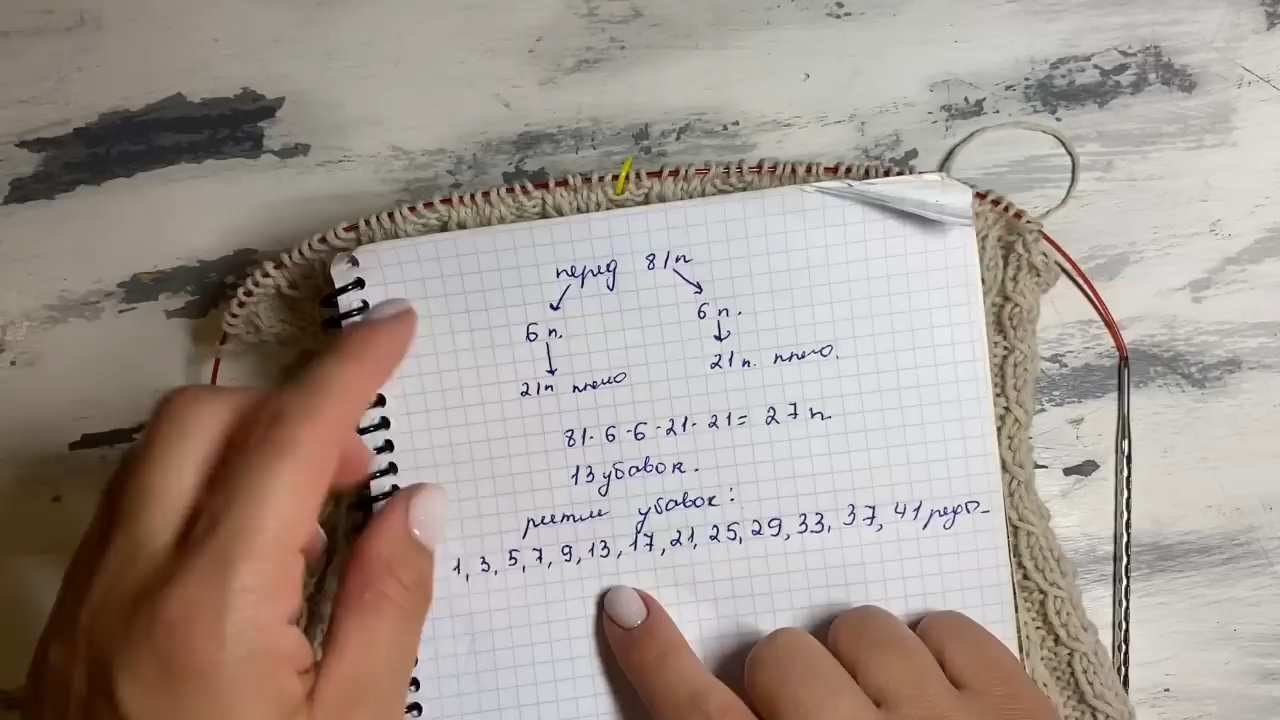 перед 81п
6 п. 6 п.
21п плечо 21п. плечо.
81-6-6-21-21= 27п
13 убавок.
ритм убавок:
1, 3, 5, 7, 9, 13, 17, 21, 25, 29, 33, 37, 41 ряды